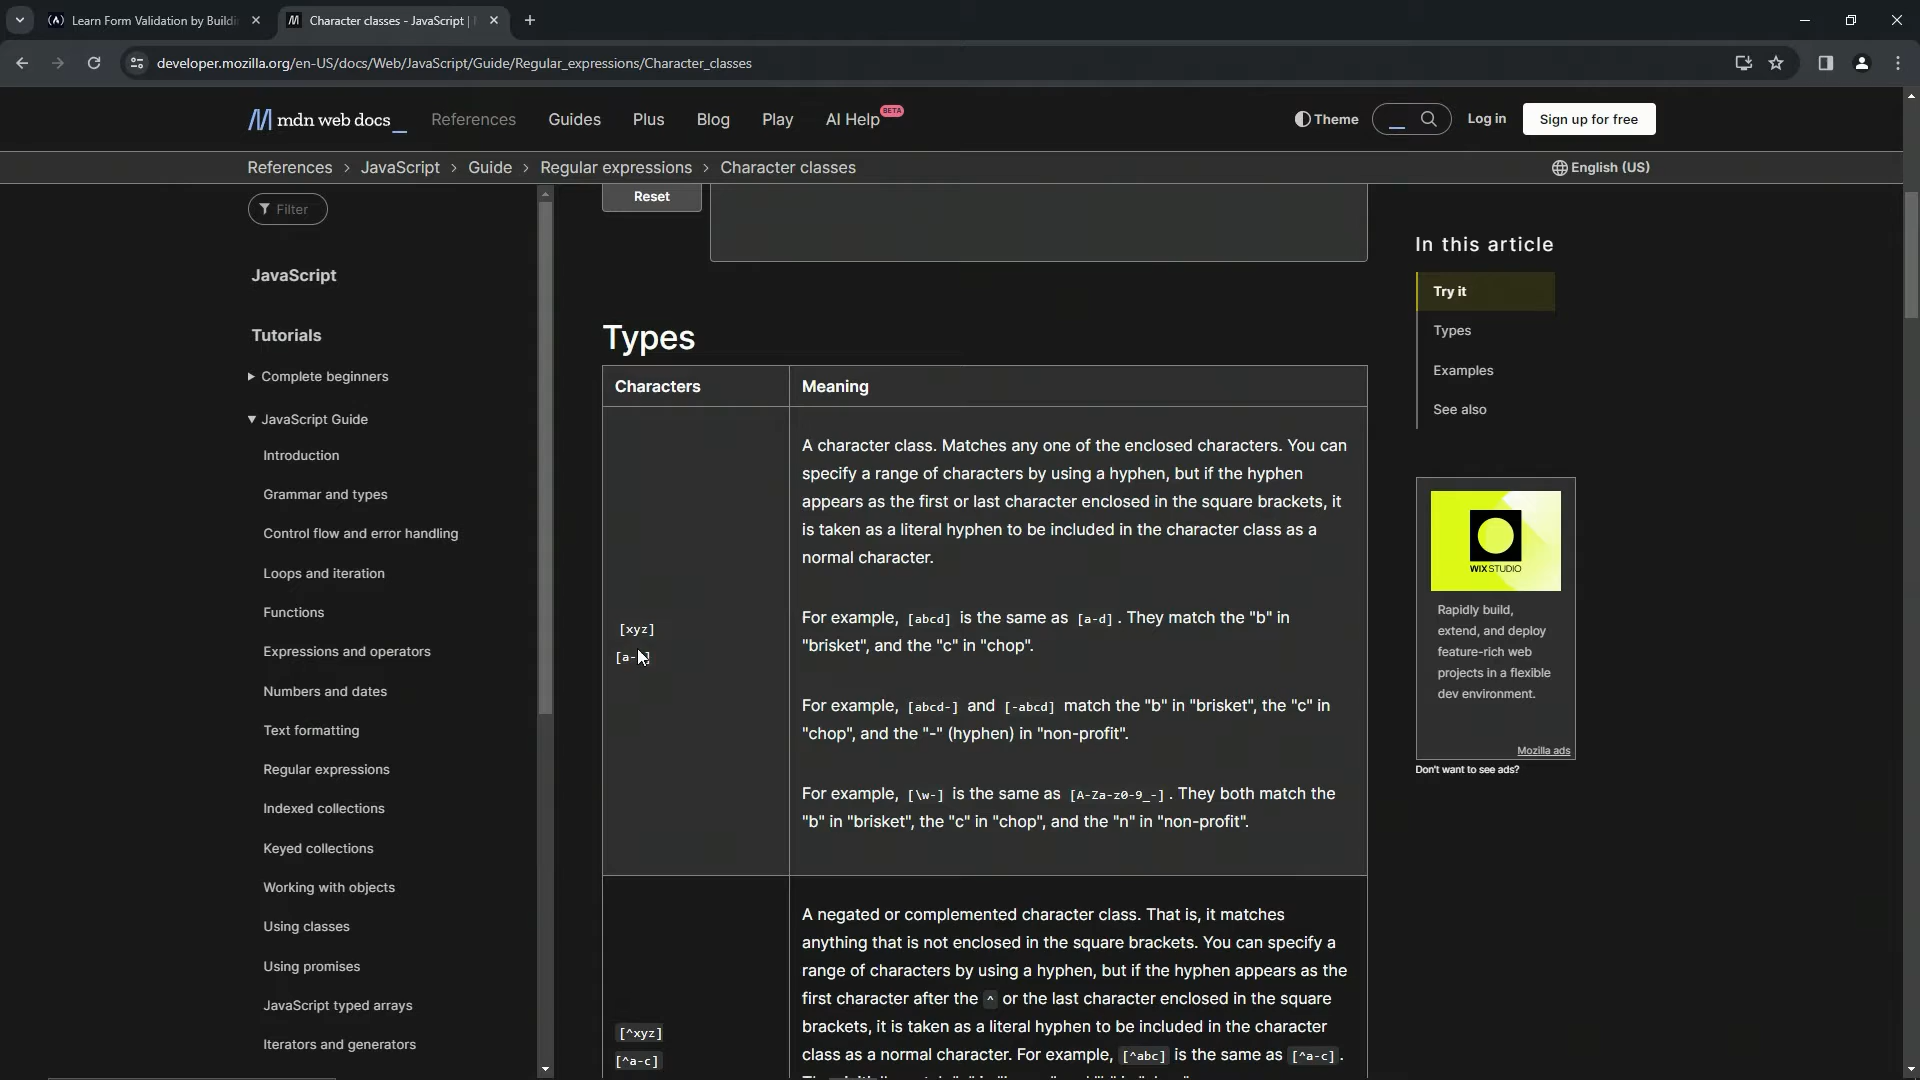 Learn Form Validation by Buildi
Character classes - JavaScript |
developer.mozilla.org/en-US/docs/Web/JavaScript/Guide/Regular_expressions/Character_classes
mdn web docs_
References
Guides
Plus
Blog
Play
AI Help
BETA
Theme
Log in
Sign up for free
References > JavaScript > Guide > Regular expressions > Character classes
English (US)
Filter
JavaScript
Tutorials
Complete beginners
JavaScript Guide
Introduction
Grammar and types
Control flow and error handling
Loops and iteration
Functions
Expressions and operators
Numbers and dates
Text formatting
Regular expressions
Indexed collections
Keyed collections
Working with objects
Using classes
Using promises
JavaScript typed arrays
Iterators and generators
Reset
Types
Characters
Meaning
[xyz]
A character class. Matches any one of the enclosed characters. You can
specify a range of characters by using a hyphen, but if the hyphen
appears as the first or last character enclosed in the square brackets, it
is taken as a literal hyphen to be included in the character class as a
normal character.
For example, [abcd] is the same as [a-d]. They match the "b" in
"brisket", and the "c" in "chop".
For example, [abcd-] and [-abcd] match the "b" in "brisket", the "c" in
"chop", and the "-" (hyphen) in "non-profit".
For example, [\w-] is the same as [A-Za-z0-9_-]. They both match the
"b" in "brisket", the "c" in "chop", and the "n" in "non-profit".
[^xyz]
[^a-c]
A negated or complemented character class. That is, it matches
anything that is not enclosed in the square brackets. You can specify a
range of characters by using a hyphen, but if the hyphen appears as the
first character after the ^ or the last character enclosed in the square
brackets, it is taken as a literal hyphen to be included in the character
class as a normal character. For example, [^abc] is the same as [^a-c].
In this article
Try it
Types
Examples
See also
WIX STUDIO
Rapidly build,
extend, and deploy
feature-rich web
projects in a flexible
dev environment.
Mozilla ads
Don't want to see ads?